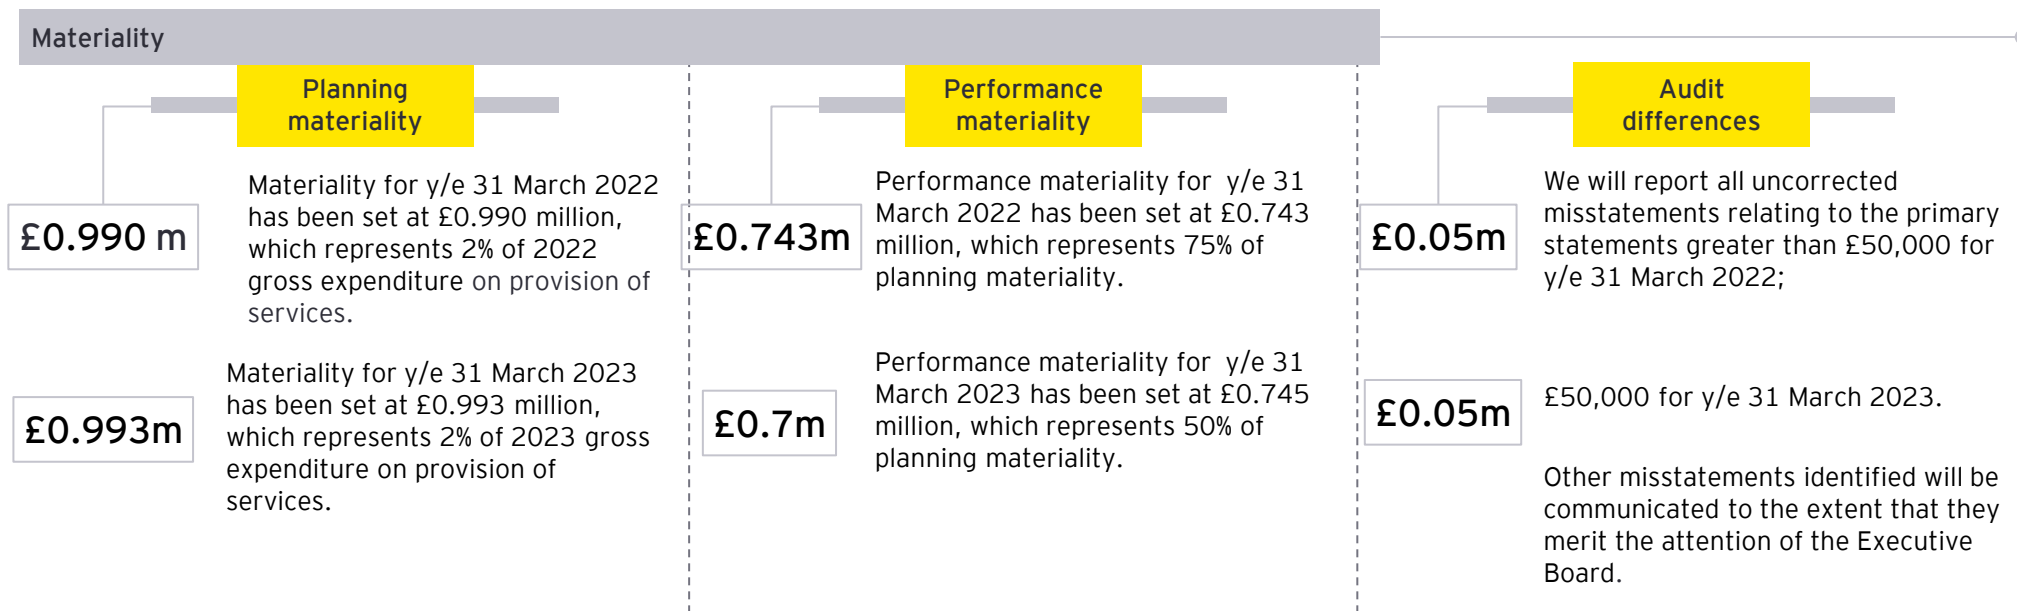 Materiality
Planning
materiality
£0.990 m
Materiality for y/e 31 March 2022
has been set at £0.990 million,
which represents 2% of 2022
gross expenditure on provision of
services.
£0.993m
Materiality for y/e 31 March 2023
has been set at £0.993 million,
which represents 2% of 2023 gross
expenditure on provision of
services.
Performance
materiality
£0.743m
Performance materiality for y/e 31
March 2022 has been set at £0.743
million, which represents 75% of
planning materiality.
£0.7m
Performance materiality for y/e 31
March 2023 has been set at £0.745
million, which represents 50% of
planning materiality.
Audit
differences
£0.05m
We will report all uncorrected
misstatements relating to the primary
statements greater than £50,000 for
y/e 31 March 2022;
£0.05m
£50,000 for y/e 31 March 2023.
Other misstatements identified will be
communicated to the extent that they
merit the attention of the Executive
Board.